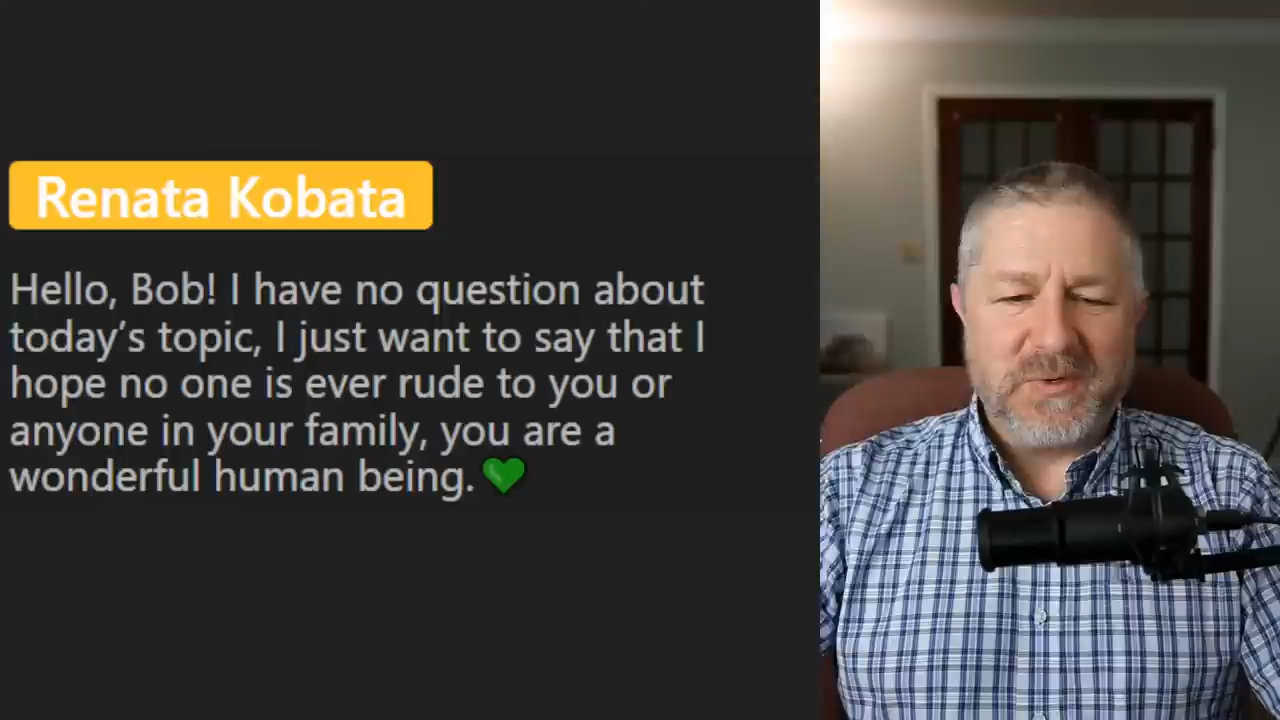 Renata Kobata
Hello, Bob! I have no question about
today’s topic, I just want to say that I
hope no one is ever rude to you or
anyone in your family, you are a
wonderful human being.💚